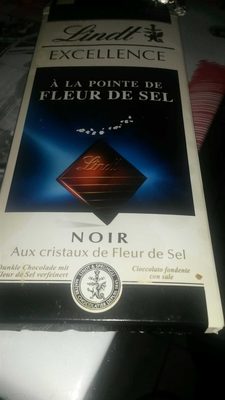 Lindt
EXCELLENCE
À LA POINTE DE
FLEUR DE SEL
Lindt
NOIR
Aux cristaux de Fleur de Sel
Dunkle Chocolade mit
Fleur de Sel verfeinert
Cioccolato fondente
con sale